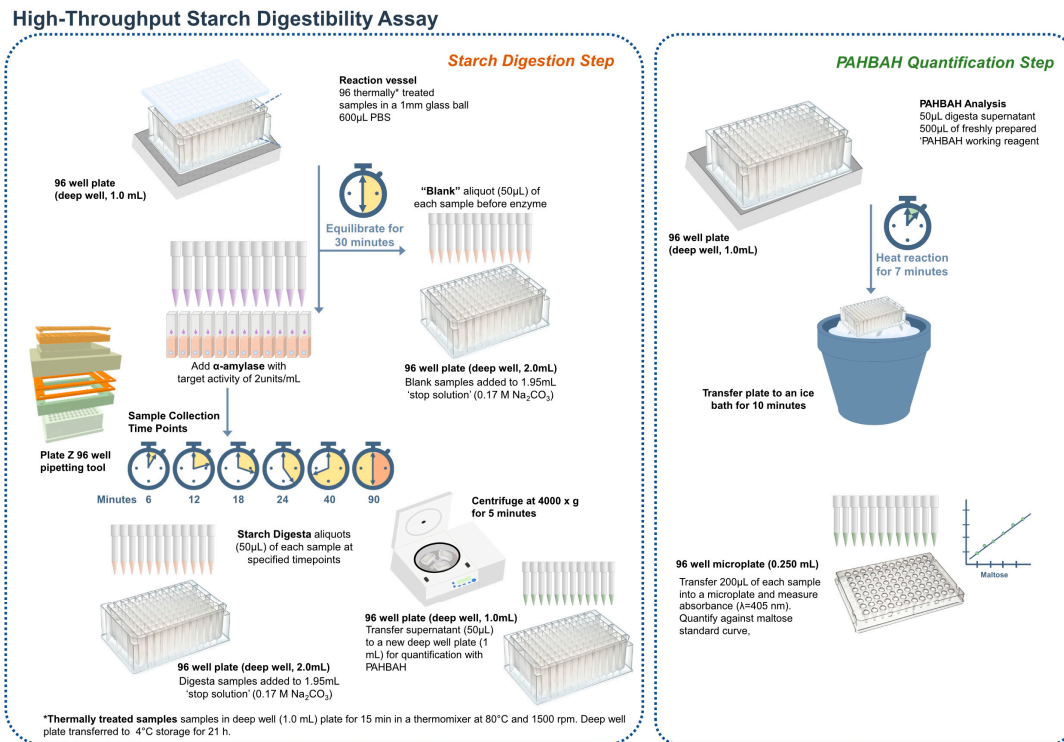 High-Throughput Starch Digestibility Assay
Starch Digestion Step
Reaction vessel
96 thermally* treated
samples in a 1mm glass ball
600µL PBS
96 well plate
(deep well, 1.0 mL)
Equilibrate for
30 minutes
“Blank” aliquot (50µL) of
each sample before enzyme
96 well plate (deep well, 2.0mL)
Blank samples added to 1.95mL
‘stop solution’ (0.17 M Na₂CO₃)
Add α-amylase with
target activity of 2units/mL
Plate Z 96 well
pipetting tool
Sample Collection
Time Points
Minutes 6 12 18 24 40 90
Starch Digesta aliquots
(50µL) of each sample at
specified timepoints
96 well plate (deep well, 2.0mL)
Digesta samples added to 1.95mL
‘stop solution’ (0.17 M Na₂CO₃)
Centrifuge at 4000 x g
for 5 minutes
96 well plate (deep well, 1.0mL)
Transfer supernatant (50µL)
to a new deep well plate (1
mL) for quantification with
PAHBAH
*Thermally treated samples samples in deep well (1.0 mL) plate for 15 min in a thermomixer at 80°C and 1500 rpm. Deep well
plate transferred to 4°C storage for 21 h.
PAHBAH Quantification Step
PAHBAH Analysis
50µL digesta supernatant
500µL of freshly prepared
‘PAHBAH working reagent
96 well plate
(deep well, 1.0mL)
Heat reaction
for 7 minutes
Transfer plate to an ice
bath for 10 minutes
96 well microplate (0.250 mL)
Transfer 200µL of each sample
into a microplate and measure
absorbance (λ=405 nm).
Quantify against maltose
standard curve,
Maltose